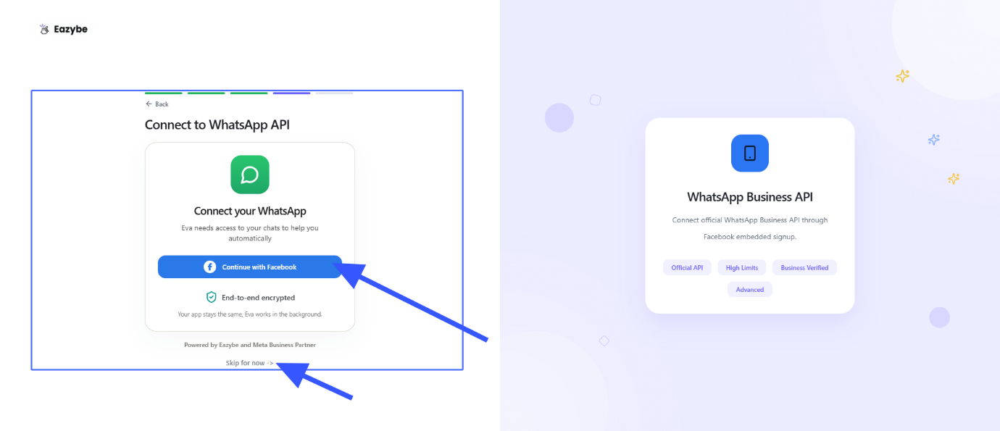 Eazybe
Back
Connect to WhatsApp API
Connect your WhatsApp
Eva needs access to your chats to help you
automatically
Continue with Facebook
End-to-end encrypted
Your app stays the same, Eva works in the background.
Powered by Eazybe and Meta Business Partner
Skip for now ->
WhatsApp Business API
Connect official WhatsApp Business API through
Facebook embedded signup.
Official API
High Limits
Business Verified
Advanced